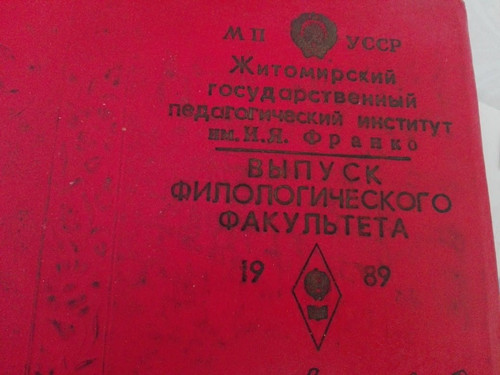 МП УССР
Житомирский
государственный
педагогический институт
им. И.Я. Франко
ВЫПУСК
ФИЛОЛОГИЧЕСКОГО
ФАКУЛЬТЕТА
19 89